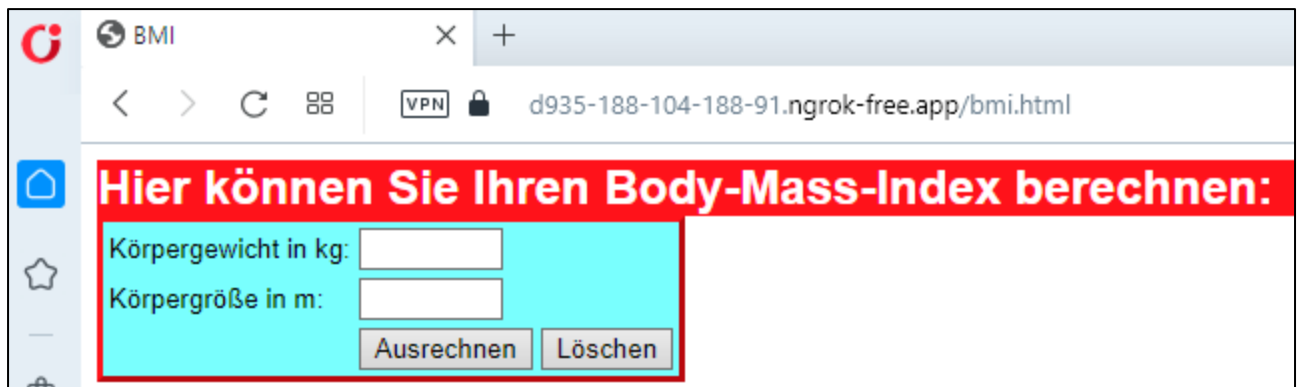 BMI
VPN d935-188-104-188-91.ngrok-free.app/bmi.html
Hier können Sie Ihren Body-Mass-Index berechnen:
Körpergewicht in kg:
Körpergröße in m:
Ausrechnen Löschen